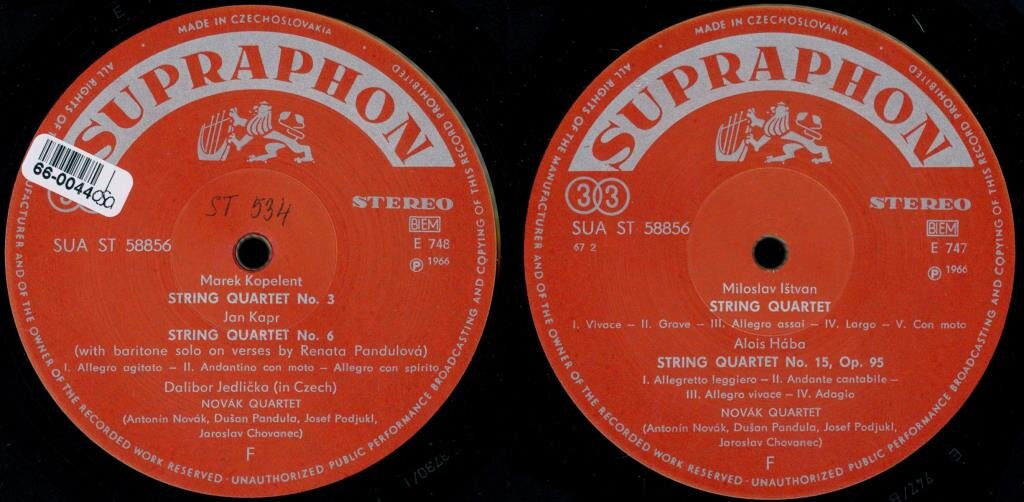 MADE IN CZECHOSLOVAKIA
SUPRAPHON
66-0044050
ST 534
STEREO
SUA ST 58856
BIEM
E 748
℗ 1966
Marek Kopelent
STRING QUARTET No. 3
Jan Kapr
STRING QUARTET No. 6
(with baritone solo on verses by Renata Pandulová)
I. Allegro agitato – II. Andantino con moto – Allegro con spirito
Dalibor Jedlička (in Czech)
NOVÁK QUARTET
(Antonín Novák, Dušan Pandula, Josef Podjukl,
Jaroslav Chovanec)
F
MANUFACTURER AND OF THE OWNER OF THE RECORDED WORK RESERVED - UNAUTHORIZED PUBLIC PERFORMANCE BROADCASTING AND COPYING OF THIS RECORD PROHIBITED
ALL RIGHTS OF
MADE IN CZECHOSLOVAKIA
SUPRAPHON
33
STEREO
SUA ST 58856
67 2
BIEM
E 747
℗ 1966
Miloslav Ištvan
STRING QUARTET
I. Vivace – II. Grave – III. Allegro assai – IV. Largo – V. Con moto
Alois Hába
STRING QUARTET No. 15, Op. 95
I. Allegretto leggiero – II. Andante cantabile –
III. Allegro vivace – IV. Adagio
NOVÁK QUARTET
(Antonín Novák, Dušan Pandula, Josef Podjukl,
Jaroslav Chovanec)
F
ALL RIGHTS OF THE MANUFACTURER AND OF THE OWNER OF THE RECORDED WORK RESERVED - UNAUTHORIZED PUBLIC PERFORMANCE BROADCASTING AND COPYING OF THIS RECORD PROHIBITED